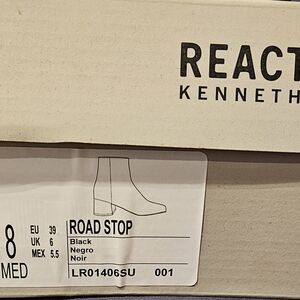 REACT
KENNETH
8
MED
EU 39
UK 6
MEX 5.5
ROAD STOP
Black
Negro
Noir
LR01406SU 001